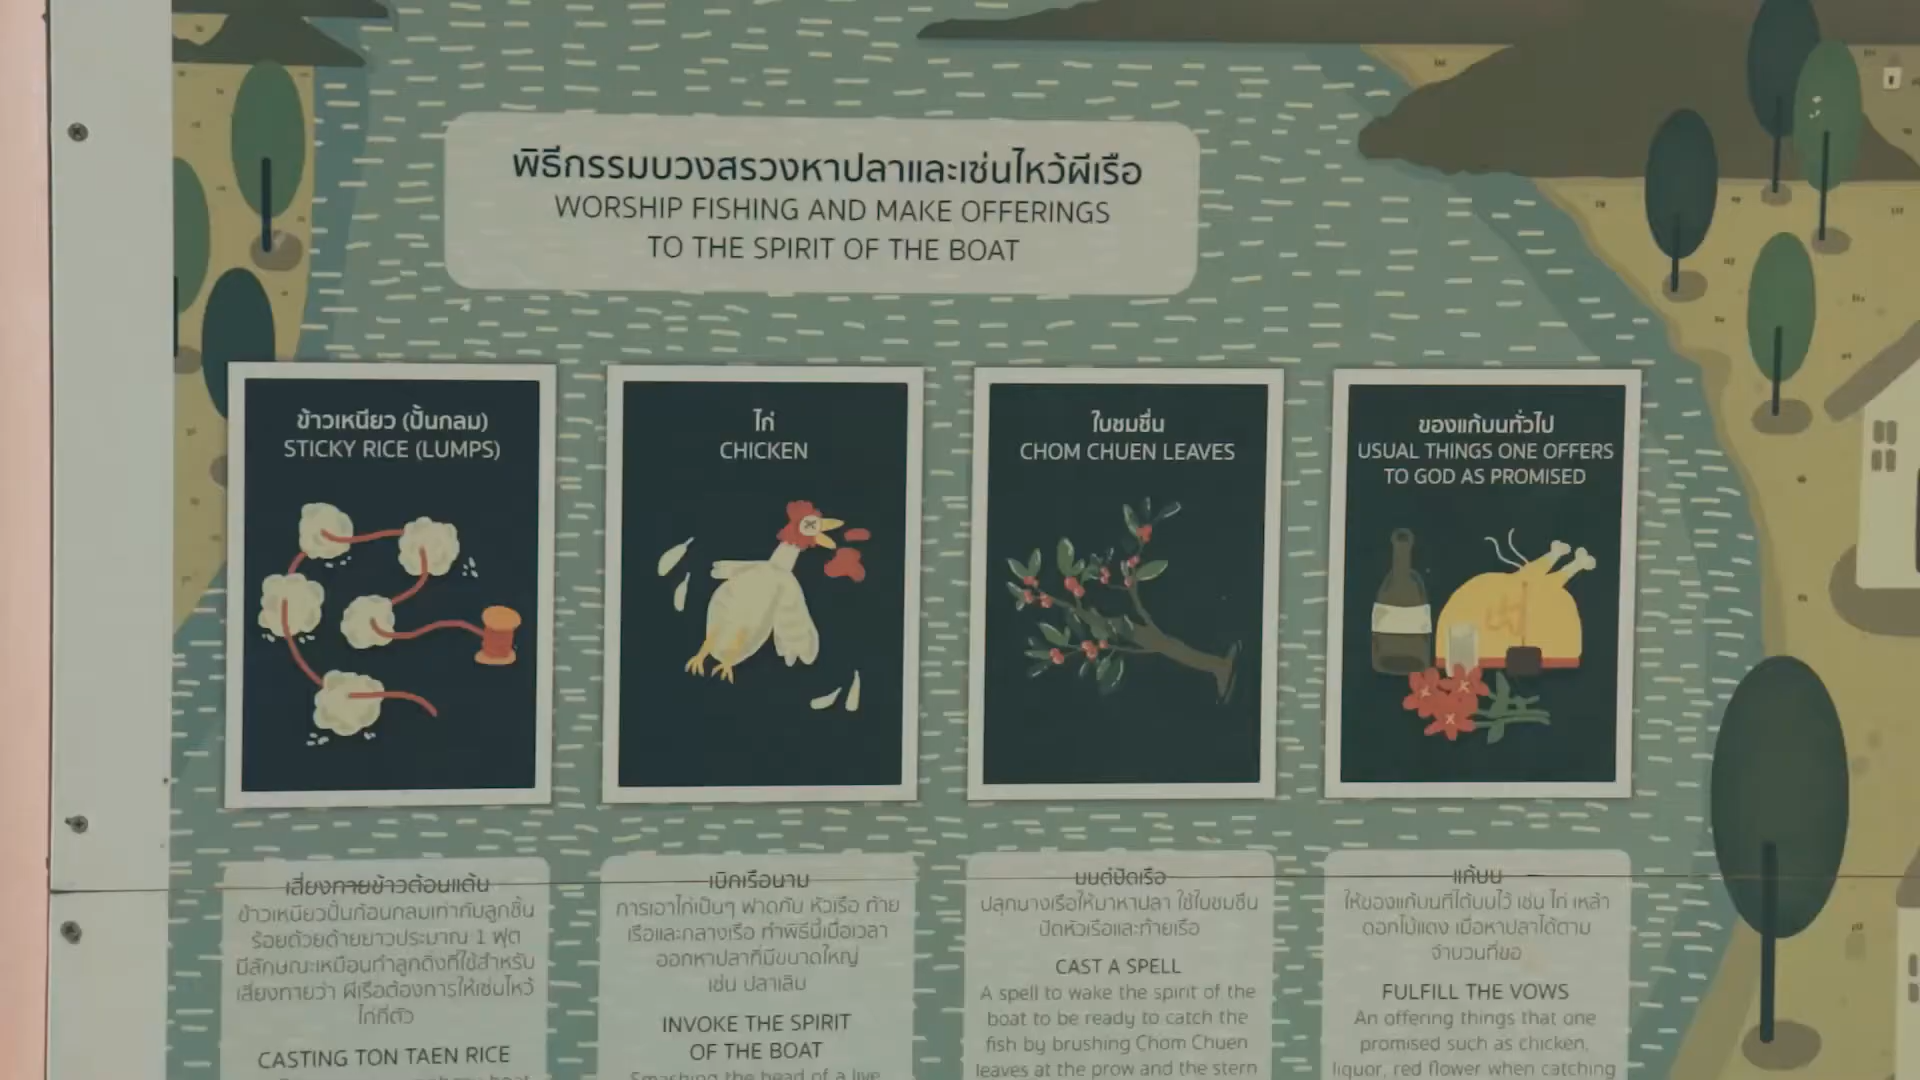 พิธีกรรมบวงสรวงหาปลาและเซ่นไหว้ผีเรือ
WORSHIP FISHING AND MAKE OFFERINGS
TO THE SPIRIT OF THE BOAT
ข้าวเหนียว (ปั้นกลม)
STICKY RICE (LUMPS)
ไก่
CHICKEN
ใบชมชื่น
CHOM CHUEN LEAVES
ของแก้บนทั่วไป
USUAL THINGS ONE OFFERS
TO GOD AS PROMISED
เสี่ยงทายข้าวต้อนแต้น
ข้าวเหนียวปั้นก้อนกลมเท่ากับลูกชิ้น
ร้อยด้วยด้ายยาวประมาณ 1 ฟุต
มีลักษณะเหมือนทำลูกดิ่งที่ใช้สำหรับ
เสี่ยงทายว่า ผีเรือต้องการให้เซ่นไหว้
ไก่กี่ตัว
CASTING TON TAEN RICE
เบิกเรือนาม
การเอาไก่เป็นๆ ฟาดกับ หัวเรือ ท้าย
เรือและกลางเรือ ทำพิธีนี้เมื่อเวลา
ออกหาปลาที่มีขนาดใหญ่
เช่น ปลาเลิม
INVOKE THE SPIRIT
OF THE BOAT
Smashing the head of a live
มนต์ปัดเรือ
ปลุกนางเรือให้มาหาปลา ใช้ใบชมชื่น
ปัดหัวเรือและท้ายเรือ
CAST A SPELL
A spell to wake the spirit of the
boat to be ready to catch the
fish by brushing Chom Chuen
leaves at the prow and the stern
แก้บน
ให้ของแก้บนที่ได้บนไว้ เช่น ไก่ เหล้า
ดอกไม้แดง เมื่อหาปลาได้ตาม
จำนวนที่ขอ
FULFILL THE VOWS
An offering things that one
promised such as chicken,
liquor, red flower when catching